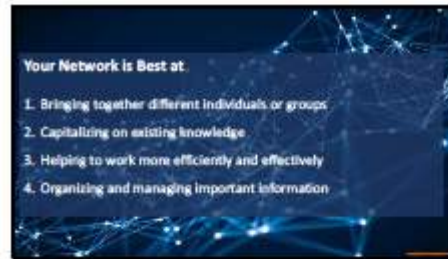 Your Network is Best at
1. Bringing together different individuals or groups
2. Capitalizing on existing knowledge
3. Helping to work more efficiently and effectively
4. Organizing and managing important information